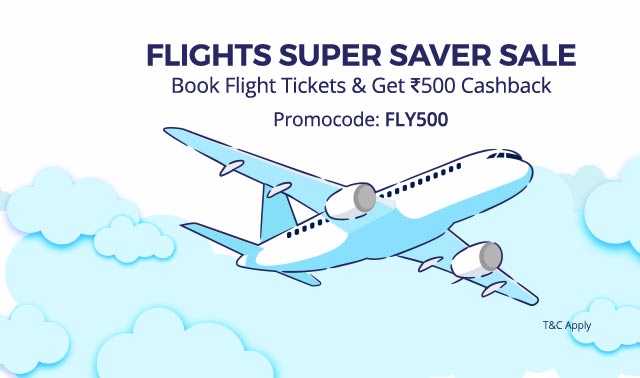 FLIGHTS SUPER SAVER SALE
Book Flight Tickets & Get ₹500 Cashback
Promocode: FLY500
T&C Apply